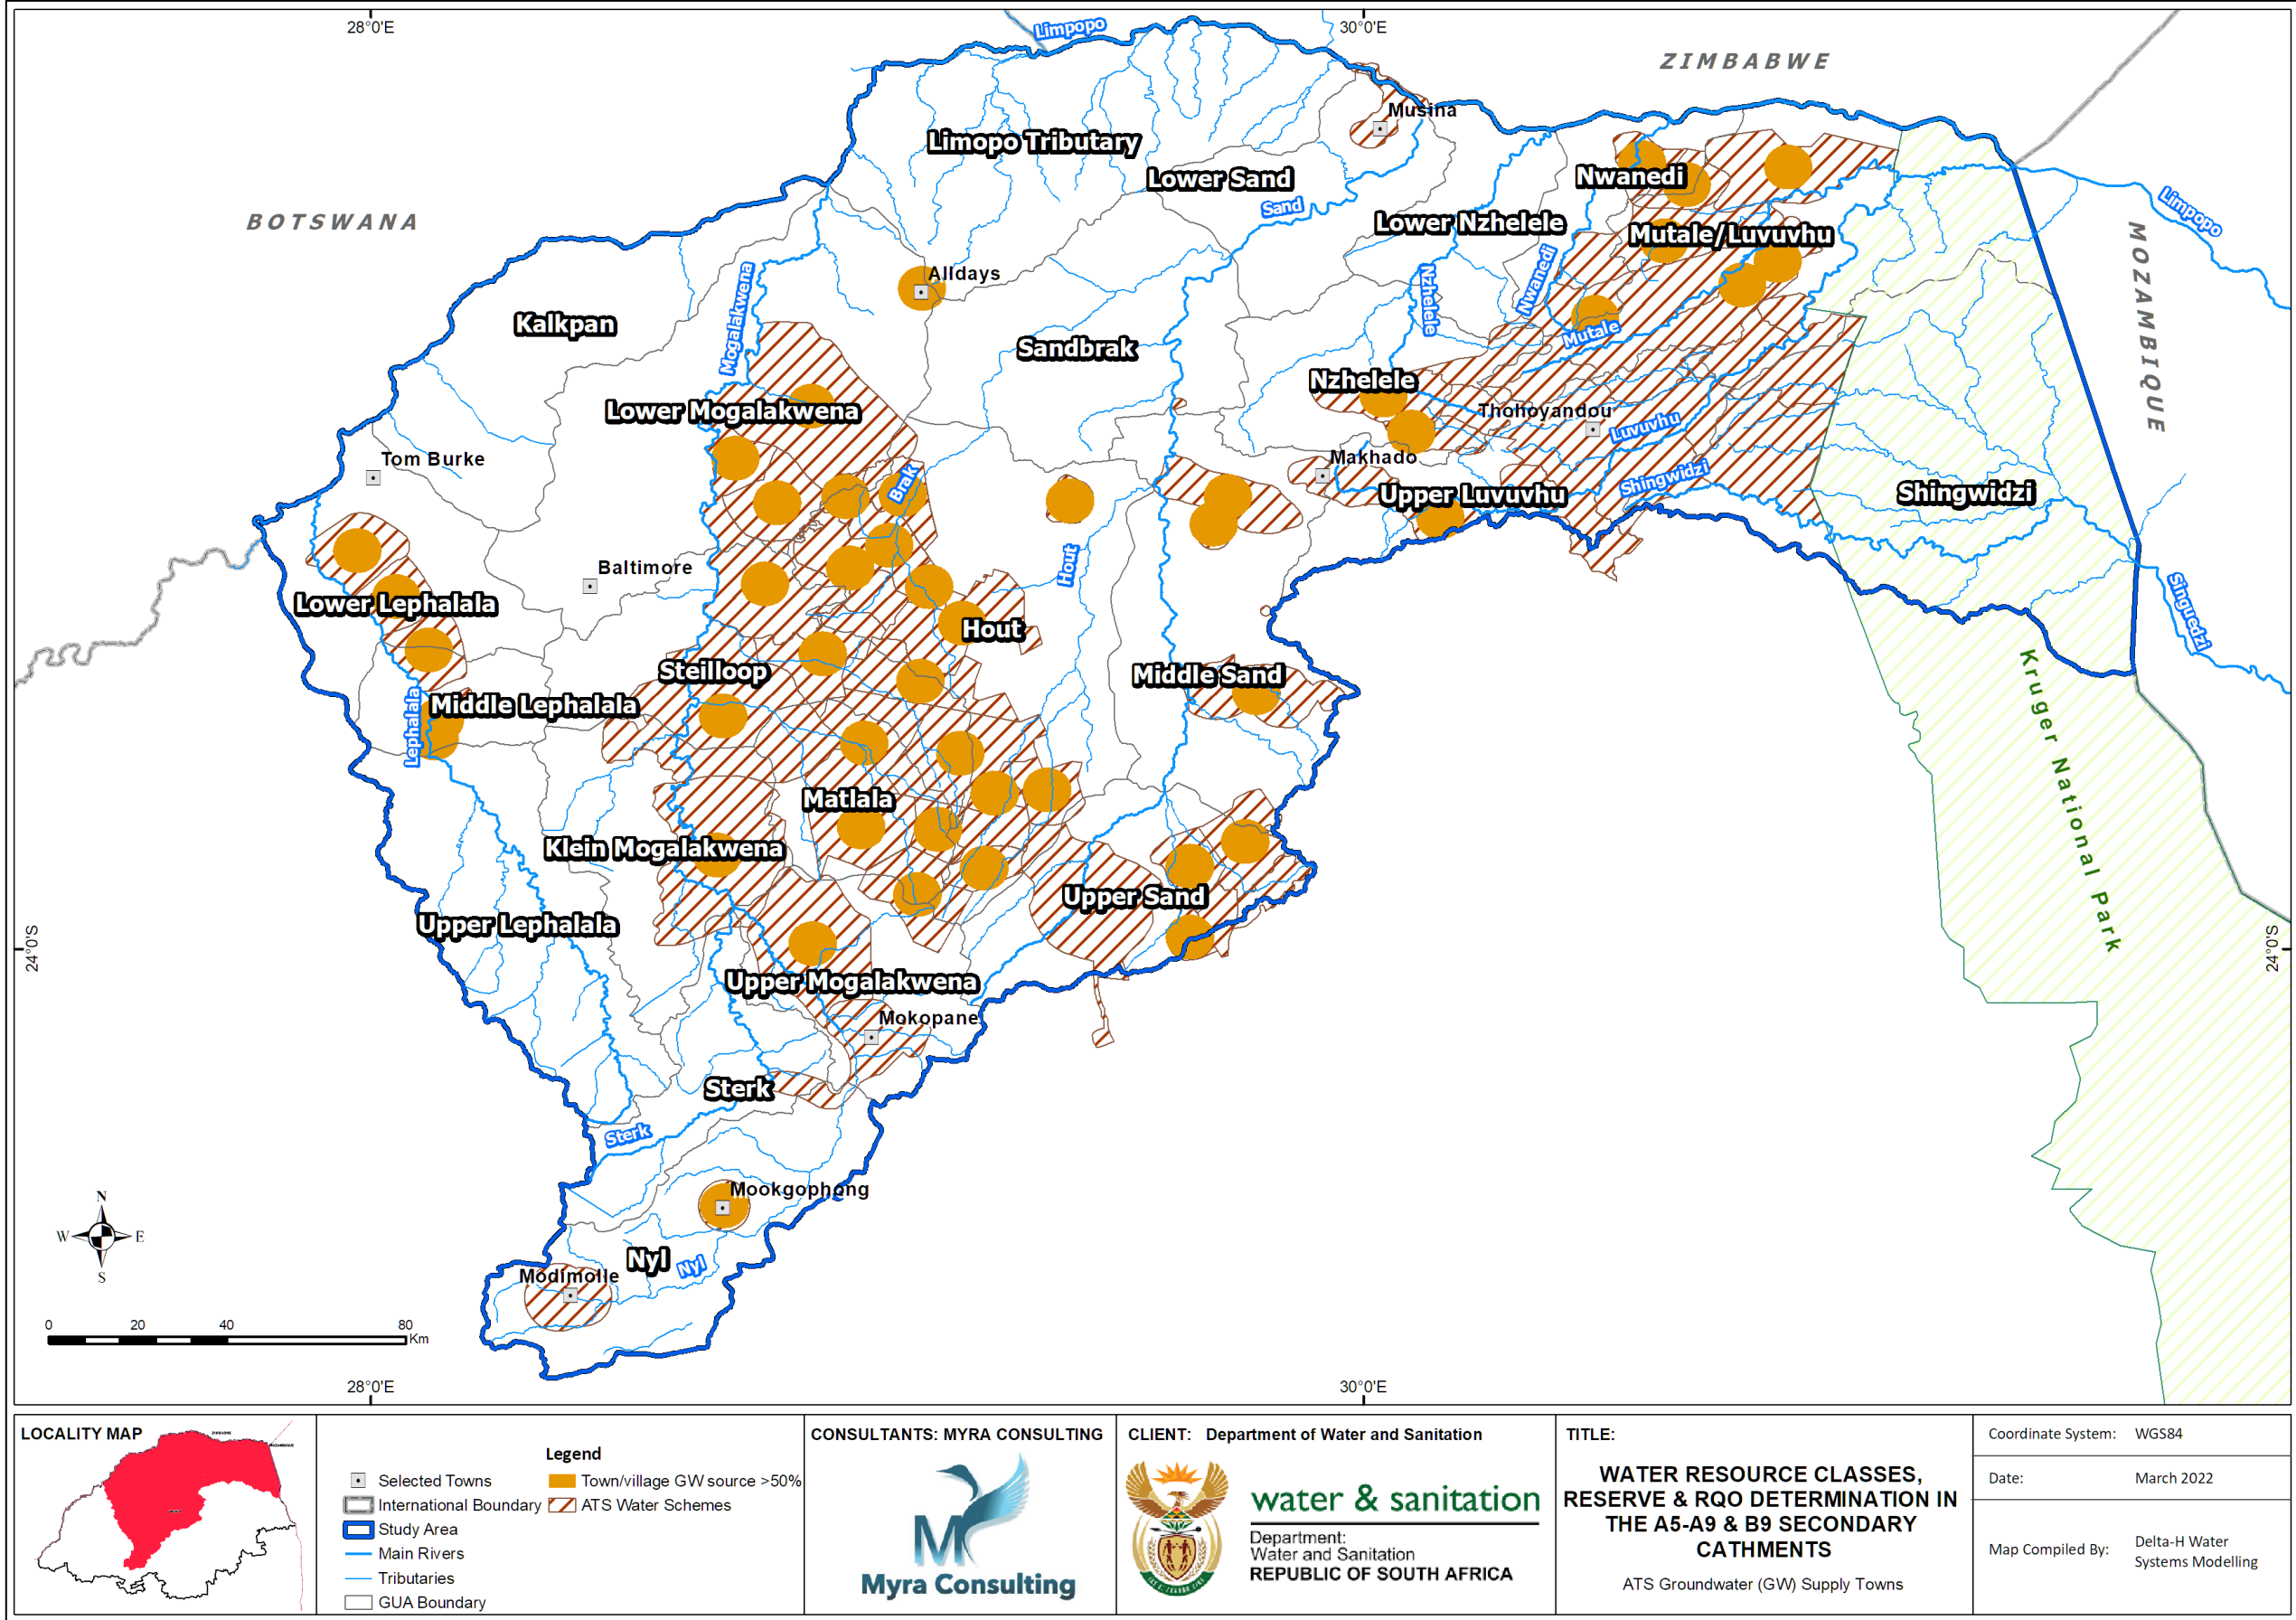 28°0'E
30°0'E
Limpopo
ZIMBABWE
Musina
Limopo Tributary
Lower Sand
Nwanedi
Sand
Lower Nzhelele
Mutale/Luvuvhu
Limpopo
BOTSWANA
MOZAMBIQUE
Alldays
Mogalakwena
Nzhelele
Nwanedi
Kalkpan
Sandbrak
Mutale
Nzhelele
Lower Mogalakwena
Thohoyandou
Luvuvhu
Tom Burke
Makhado
Brak
Shingwidzi
Upper Luvuvhu
Shingwidzi
Baltimore
Hout
Lower Lephalala
Singuedzi
Hout
Steilloop
Middle Sand
Middle Lephalala
Lephalala
Kruger National Park
Matlala
Klein Mogalakwena
Upper Sand
Upper Lephalala
24°0'S
24°0'S
Upper Mogalakwena
Mokopane
Sterk
Sterk
Mookgophong
N
W E
S
Nyl
Nyl
Modimolle
0 20 40 80
Km
28°0'E
30°0'E
LOCALITY MAP
Legend
Selected Towns
International Boundary
Study Area
Main Rivers
Tributaries
GUA Boundary
Town/village GW source >50%
ATS Water Schemes
CONSULTANTS: MYRA CONSULTING
M
Myra Consulting
CLIENT: Department of Water and Sanitation
water & sanitation
Department:
Water and Sanitation
REPUBLIC OF SOUTH AFRICA
TITLE:
WATER RESOURCE CLASSES,
RESERVE & RQO DETERMINATION IN
THE A5-A9 & B9 SECONDARY
CATHMENTS
ATS Groundwater (GW) Supply Towns
Coordinate System: WGS84
Date: March 2022
Map Compiled By: Delta-H Water
Systems Modelling